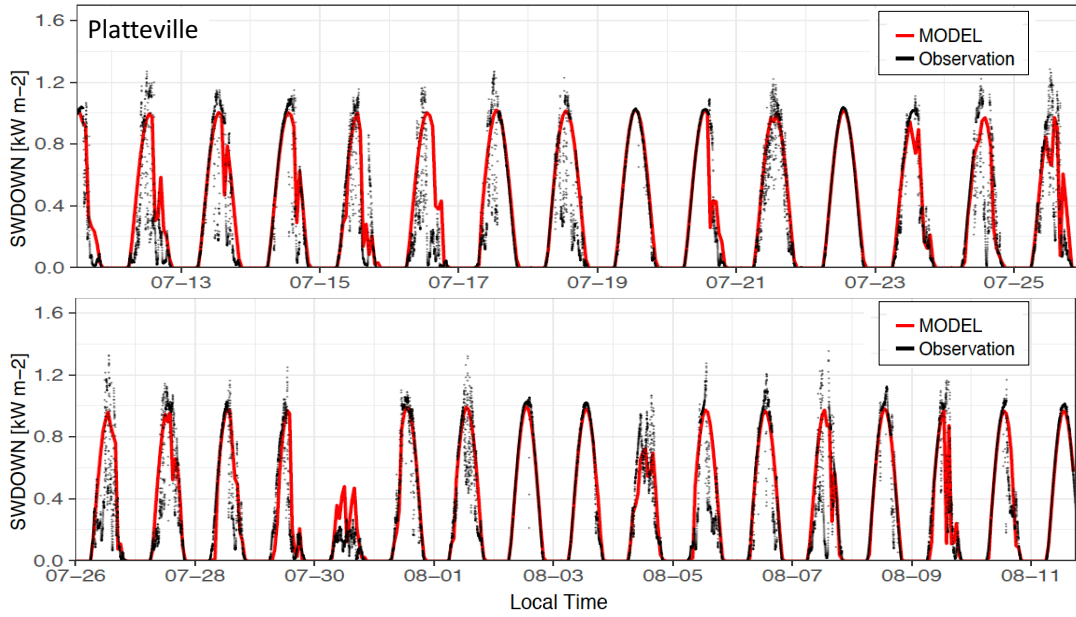 Platteville
MODEL
Observation
SWDOWN [kW m-2]
1.6
1.2
0.8
0.4
0.0
07-13 07-15 07-17 07-19 07-21 07-23 07-25
MODEL
Observation
SWDOWN [kW m-2]
1.6
1.2
0.8
0.4
0.0
07-26 07-28 07-30 08-01 08-03 08-05 08-07 08-09 08-11
Local Time